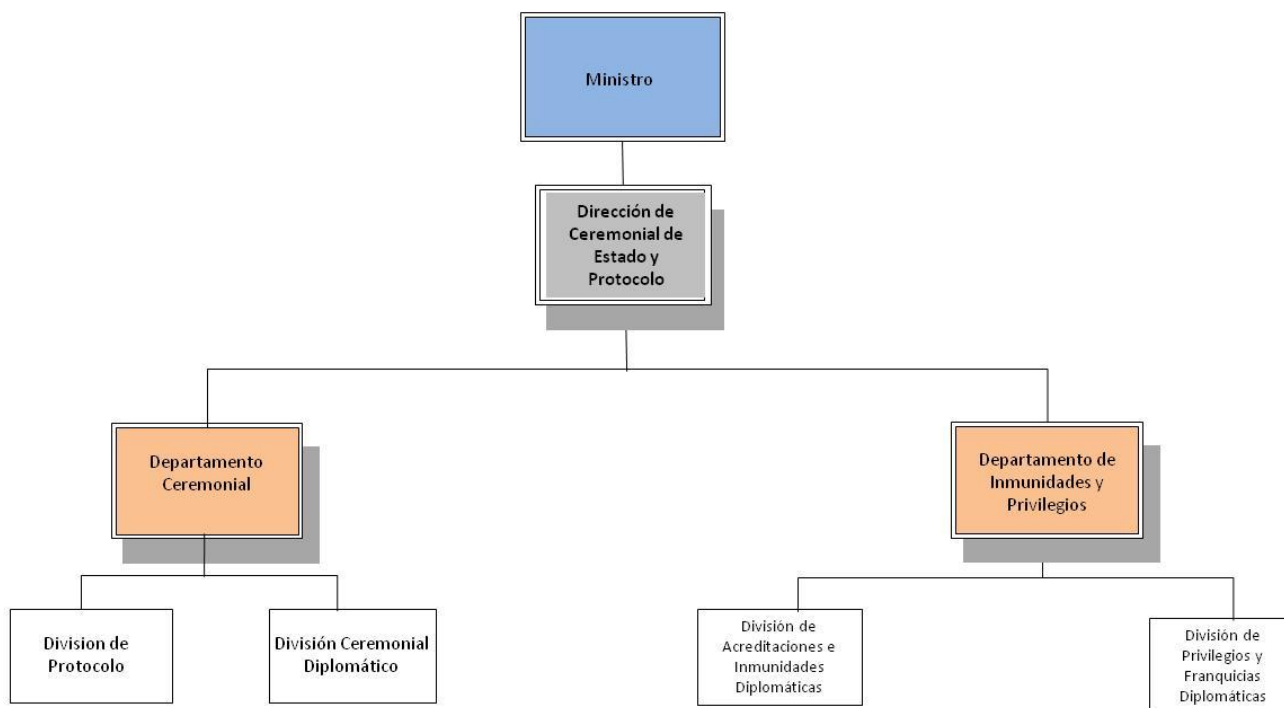 Ministro
Dirección de
Ceremonial de
Estado y
Protocolo
Departamento
Ceremonial
Departamento de
Inmunidades y
Privilegios
Division de
Protocolo
División Ceremonial
Diplomático
División de
Acreditaciones e
Inmunidades
Diplomáticas
División de
Privilegios y
Franquicias
Diplomáticas